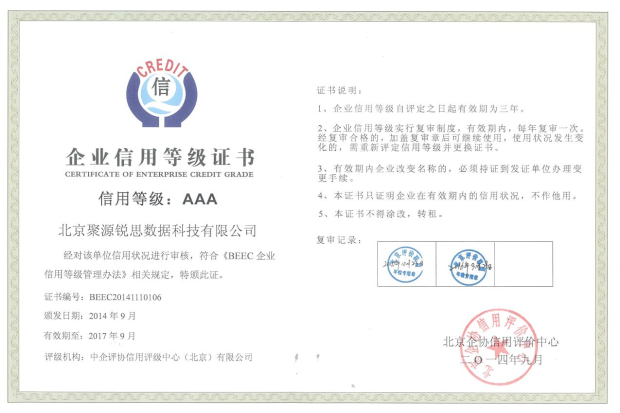 CREDIT
信
企业信用等级证书
CERTIFICATE OF ENTERPRISE CREDIT GRADE
信用等级：AAA
北京聚源锐思数据科技有限公司
经对该单位信用状况进行审核，符合《BEEC 企业
信用等级管理办法》相关规定，特颁此证。
证书编号：BEEC20141110106
颁发日期：2014 年 9 月
有效期至：2017 年 9 月
评级机构：中企评协信用评级中心（北京）有限公司
证书说明：
1、企业信用等级自评定之日起有效期为三年。
2、企业信用等级实行复审制度，有效期内，每年复审一次。
经复审合格的，加盖复审章后可继续使用，使用状况发生变
化的，需重新评定信用等级并更换证书。
3、有效期内企业改变名称的，必须持证到发证单位办理变
更手续。
4、本证书只证明企业在有效期内的信用状况，不作他用。
5、本证书不得涂改，转租。
复审记录：
北京企协信用评价中心
〇一四年九月